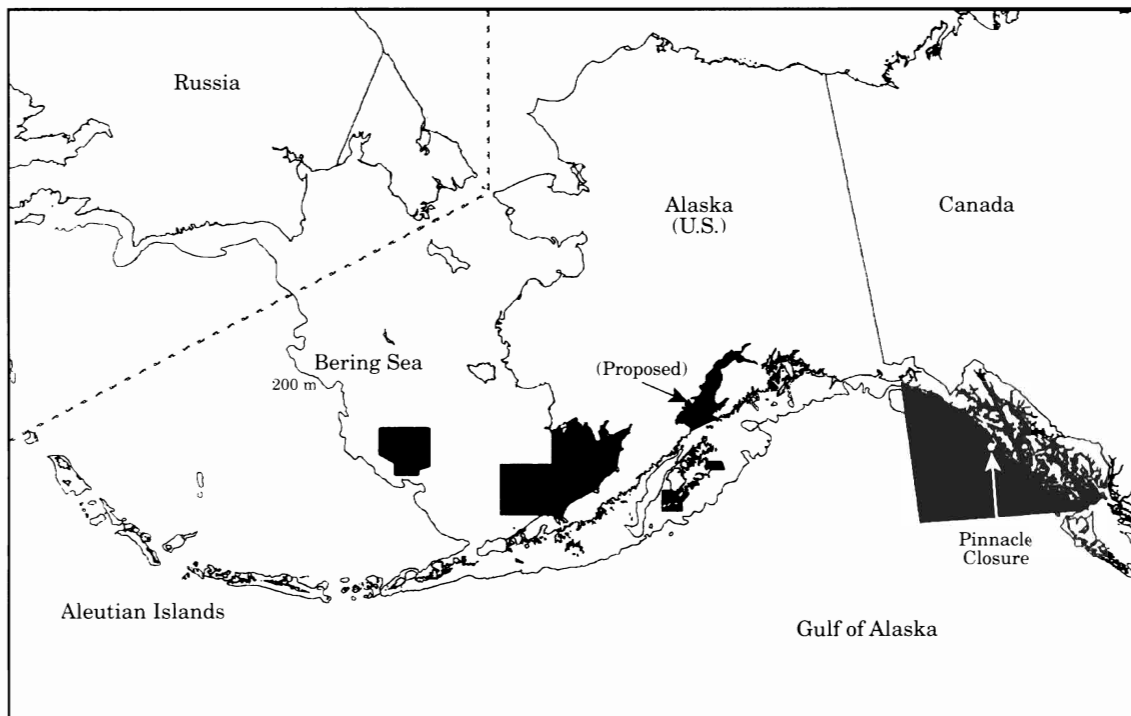 Russia
Alaska
(U.S.)
Canada
Bering Sea
200 m
(Proposed)
Pinnacle
Closure
Aleutian Islands
Gulf of Alaska